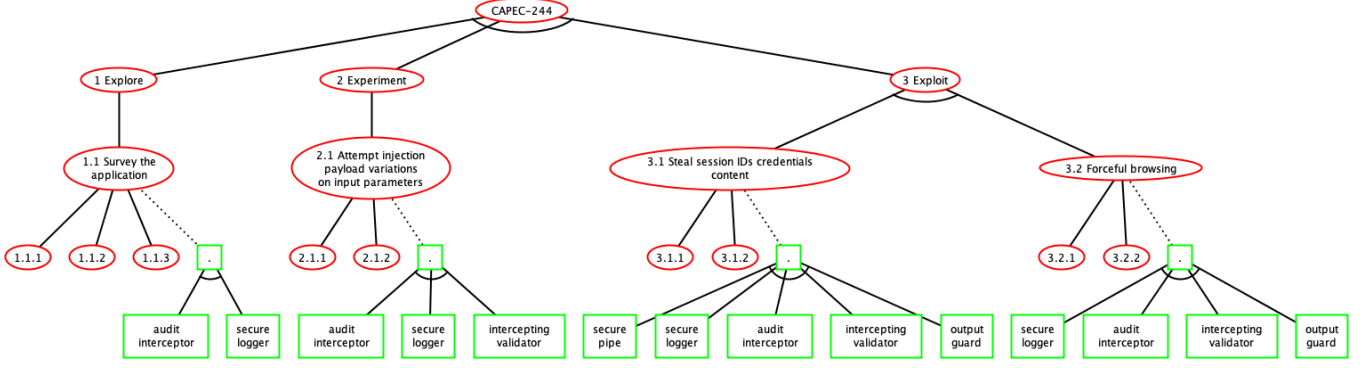 CAPEC-244
1 Explore
2 Experiment
3 Exploit
1.1 Survey the
application
2.1 Attempt injection
payload variations
on input parameters
3.1 Steal session IDs credentials
content
3.2 Forceful browsing
1.1.1
1.1.2
1.1.3
.
2.1.1
2.1.2
.
3.1.1
3.1.2
.
3.2.1
3.2.2
.
audit
interceptor
secure
logger
audit
interceptor
secure
logger
intercepting
validator
secure
pipe
secure
logger
audit
interceptor
intercepting
validator
output
guard
secure
logger
audit
interceptor
intercepting
validator
output
guard